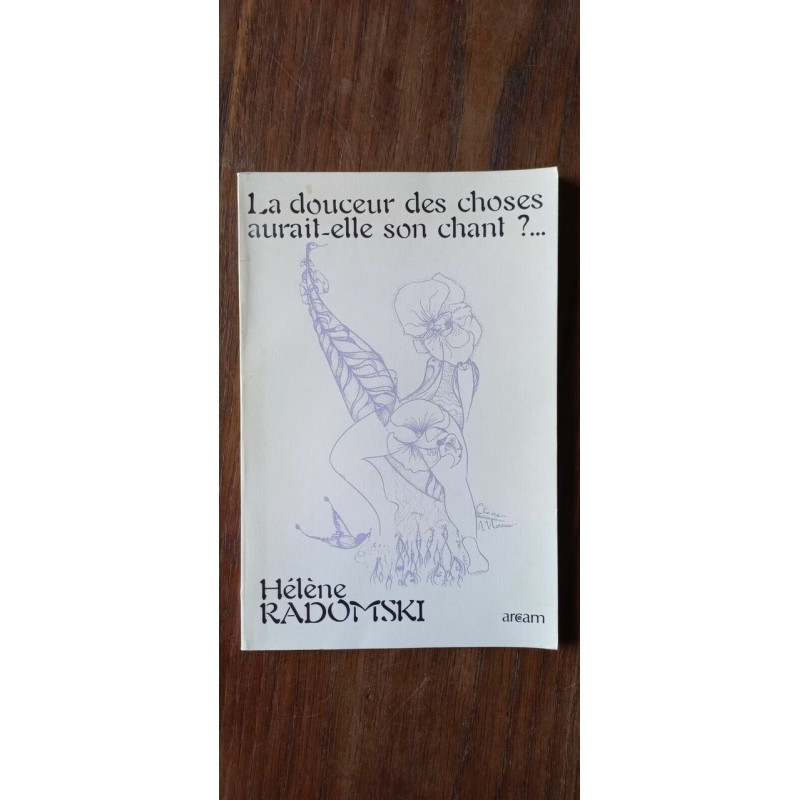 La douceur des choses
aurait-elle son chant ?...
Hélène
RADOMSKI
arcam